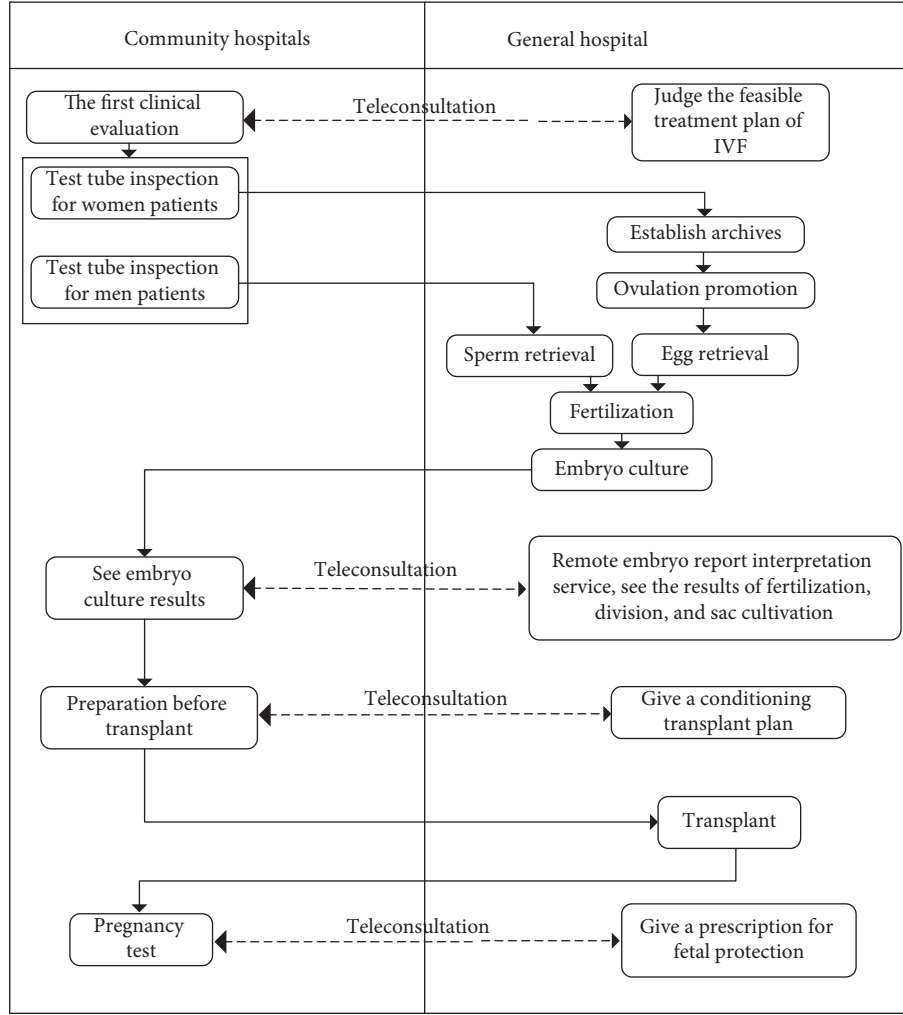 Community hospitals
General hospital
The first clinical
evaluation
Teleconsultation
Judge the feasible
treatment plan of
IVF
Test tube inspection
for women patients
Establish archives
Test tube inspection
for men patients
Ovulation promotion
Sperm retrieval
Egg retrieval
Fertilization
Embryo culture
See embryo
culture results
Teleconsultation
Remote embryo report interpretation
service, see the results of fertilization,
division, and sac cultivation
Preparation before
transplant
Teleconsultation
Give a conditioning
transplant plan
Transplant
Pregnancy
test
Teleconsultation
Give a prescription for
fetal protection